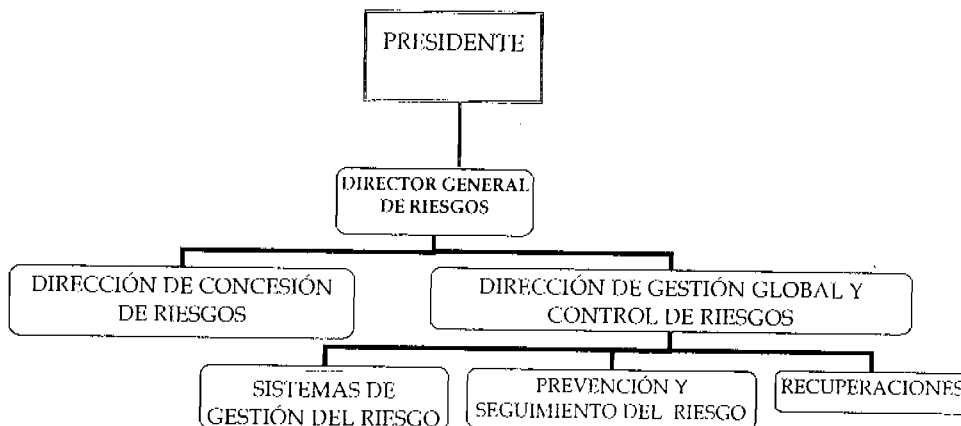 PRESIDENTE
DIRECTOR GENERAL
DE RIESGOS
DIRECCIÓN DE CONCESIÓN
DE RIESGOS
DIRECCIÓN DE GESTIÓN GLOBAL Y
CONTROL DE RIESGOS
SISTEMAS DE
GESTIÓN DEL RIESGO
PREVENCIÓN Y
SEGUIMIENTO DEL RIESGO
RECUPERACIONES